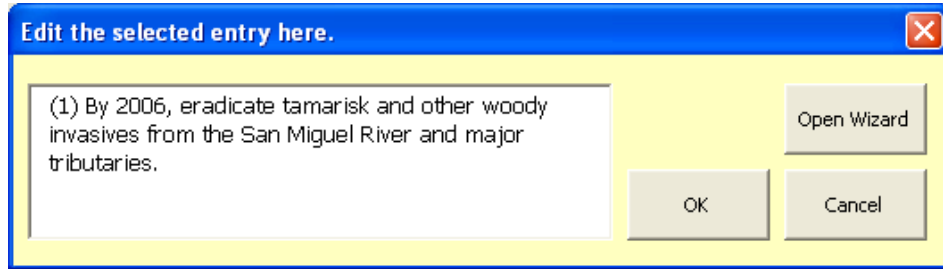 Edit the selected entry here.
(1) By 2006, eradicate tamarisk and other woody
invasives from the San Miguel River and major
tributaries.
Open Wizard
OK
Cancel